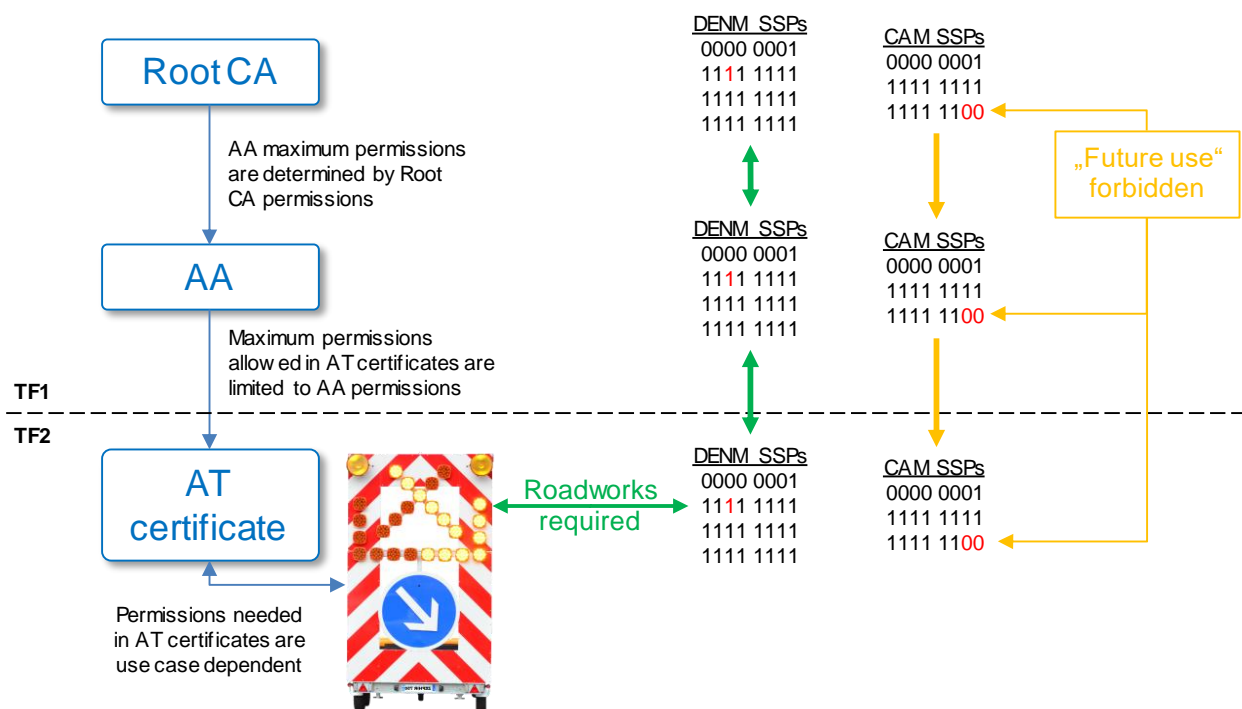 Root CA
AA maximum permissions
are determined by Root
CA permissions
AA
Maximum permissions
allowed in AT certificates are
limited to AA permissions
TF1
TF2
AT
certificate
Permissions needed
in AT certificates are
use case dependent
Roadworks
required
DENM SSPs
0000 0001
1111 1111
1111 1111
1111 1111
DENM SSPs
0000 0001
1111 1111
1111 1111
1111 1111
DENM SSPs
0000 0001
1111 1111
1111 1111
1111 1111
CAM SSPs
0000 0001
1111 1111
1111 1100
CAM SSPs
0000 0001
1111 1111
1111 1100
CAM SSPs
0000 0001
1111 1111
1111 1100
„Future use“
forbidden